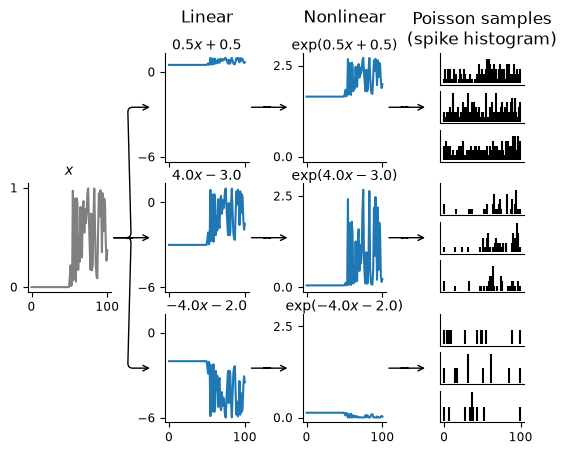 Linear
Nonlinear
Poisson samples
(spike histogram)
0.5x + 0.5
exp(0.5x + 0.5)
0
−6
2.5
0.0
x
4.0x − 3.0
exp(4.0x − 3.0)
1
0
0
−6
2.5
0.0
0
100
−4.0x − 2.0
exp(−4.0x − 2.0)
0
−6
2.5
0.0
0
100
0
100
0
100